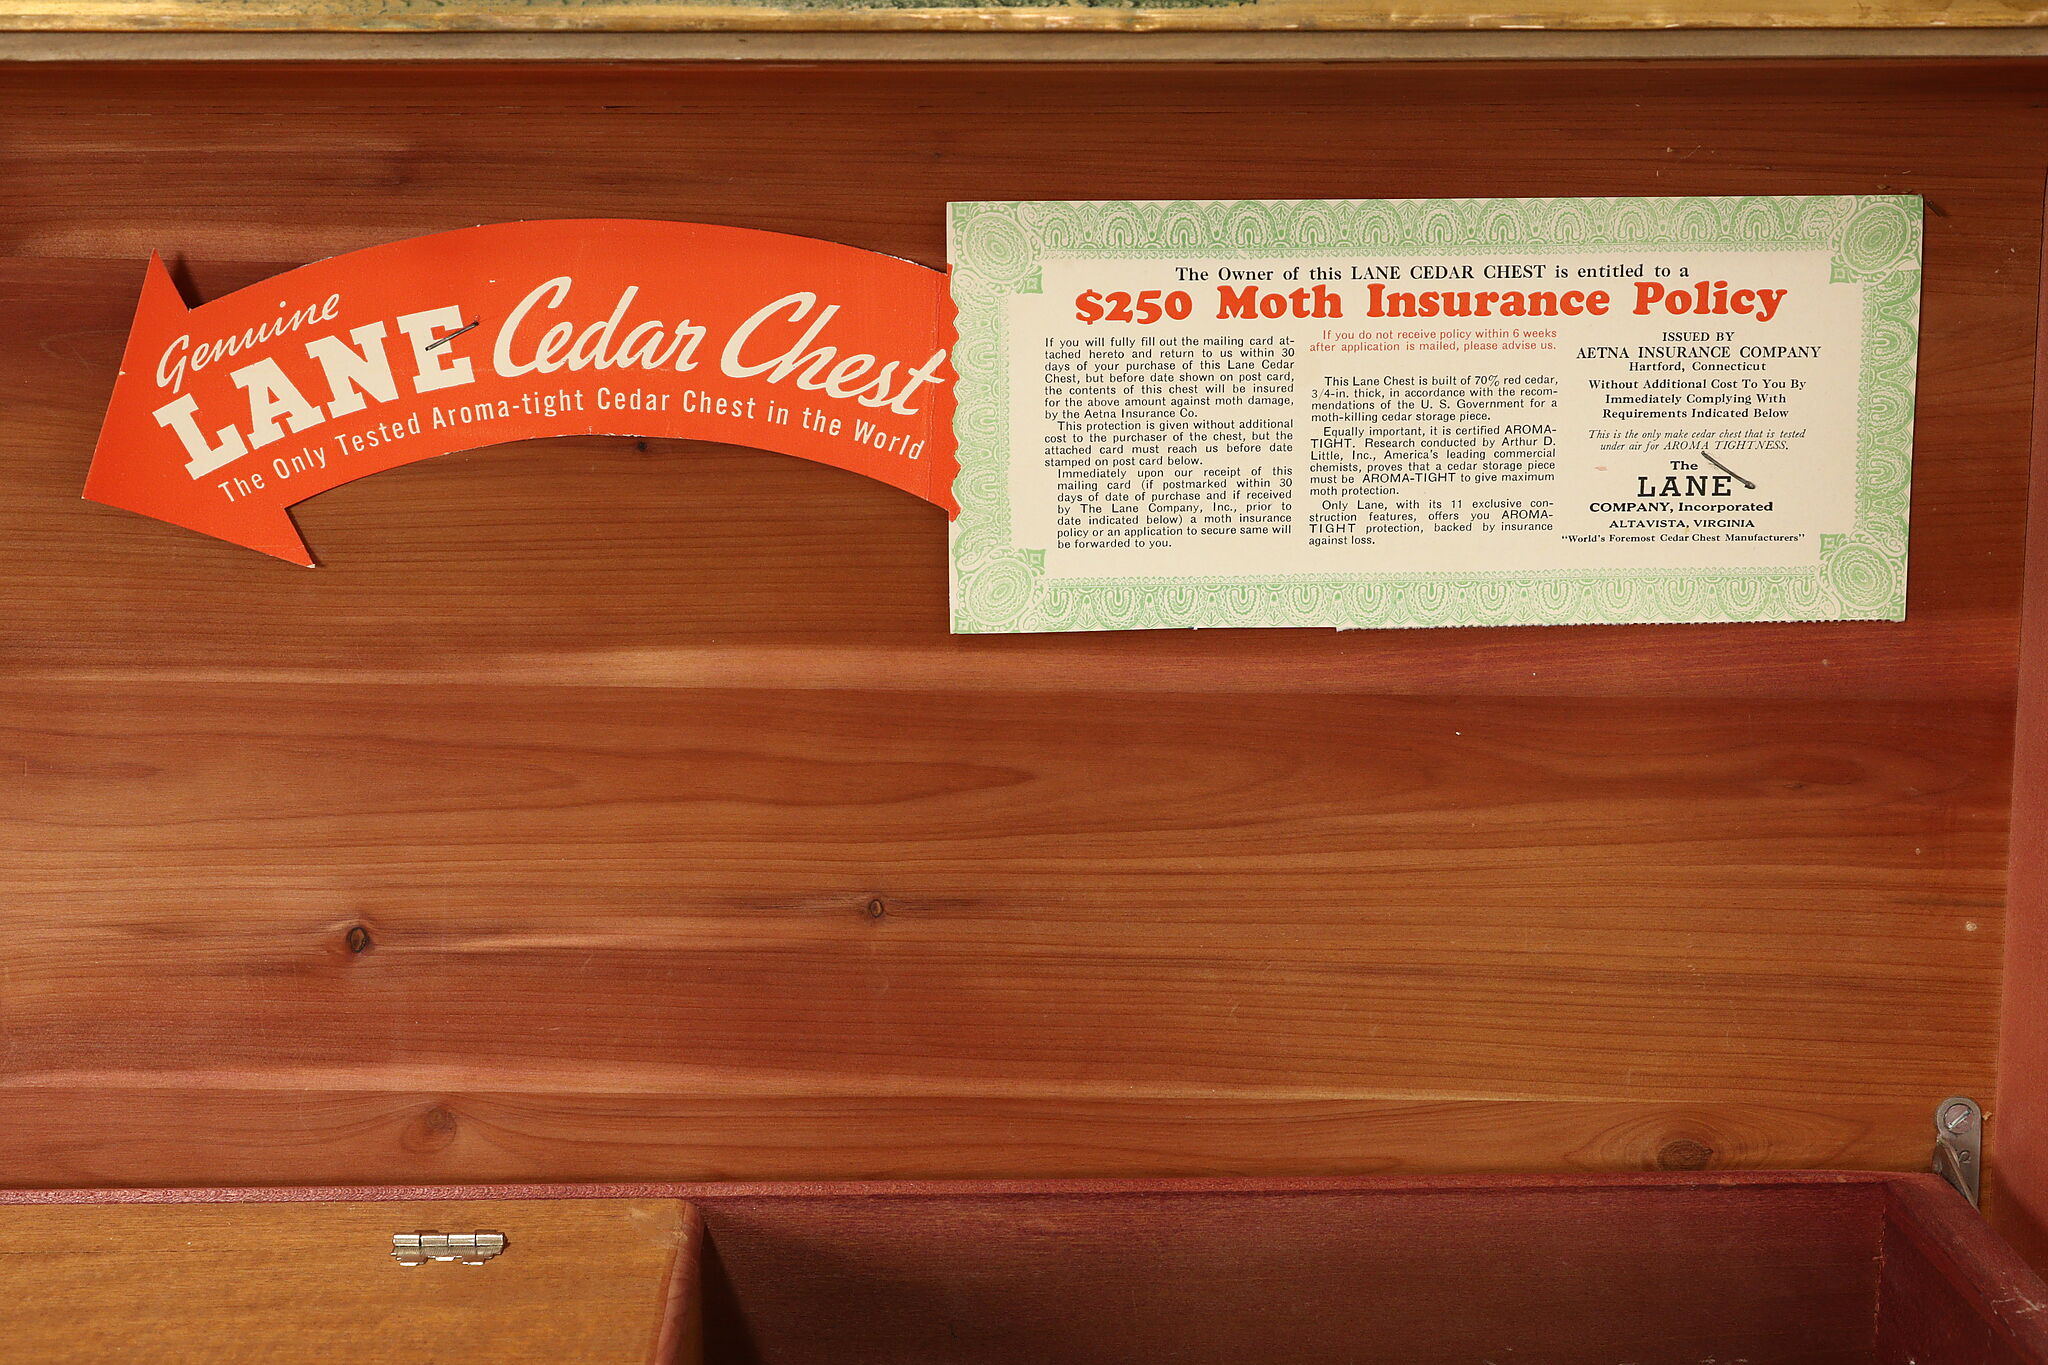 Genuine
LANE Cedar Chest
The Only Tested Aroma-tight Cedar Chest in the World
The Owner of this LANE CEDAR CHEST is entitled to a
$250 Moth Insurance Policy
If you will fully fill out the mailing card at-
tached hereto and return to us within 30
days of your purchase of this Lane Cedar
Chest, but before date shown on post card,
the contents of this chest will be insured
for the above amount against moth damage,
by the Aetna Insurance Co.
This protection is given without additional
cost to the purchaser of the chest, but the
attached card must reach us before date
stamped on post card below.
Immediately upon our receipt of this
mailing card (if postmarked within 30
days of date of purchase and if received
by The Lane Company, Inc., prior to
date indicated below) a moth insurance
policy or an application to secure same will
be forwarded to you.
If you do not receive policy within 6 weeks
after application is mailed, please advise us.
This Lane Chest is built of 70% red cedar,
3/4-in. thick, in accordance with the recom-
mendations of the U. S. Government for a
moth-killing cedar storage piece.
Equally important, it is certified AROMA-
TIGHT. Research conducted by Arthur D.
Little, Inc., America's leading commercial
chemists, proves that a cedar storage piece
must be AROMA-TIGHT to give maximum
moth protection.
Only Lane, with its 11 exclusive con-
struction features, offers you AROMA-
TIGHT protection, backed by insurance
against loss.
ISSUED BY
AETNA INSURANCE COMPANY
Hartford, Connecticut
Without Additional Cost To You By
Immediately Complying With
Requirements Indicated Below
This is the only make cedar chest that is tested
under air for AROMA TIGHTNESS.
The
LANE
COMPANY, Incorporated
ALTAVISTA, VIRGINIA
"World's Foremost Cedar Chest Manufacturers"